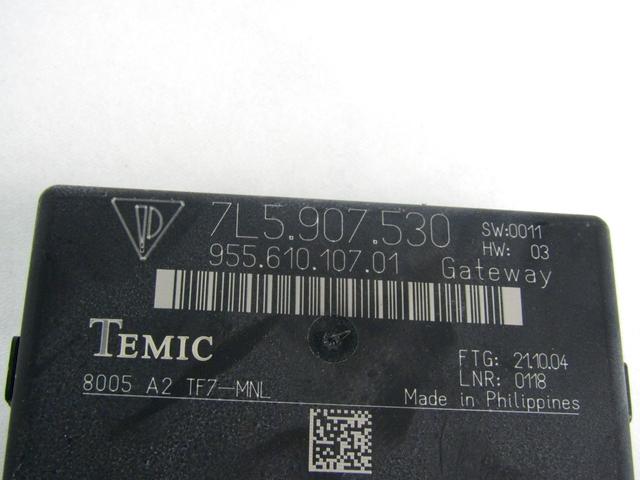 7L5.907.530
SW:0011
955.610.107.01
HW: 03
Gateway
TEMIC
FTG: 21.10.04
8005 A2 TF7-MNL
LNR: 0118
Made in Philippines